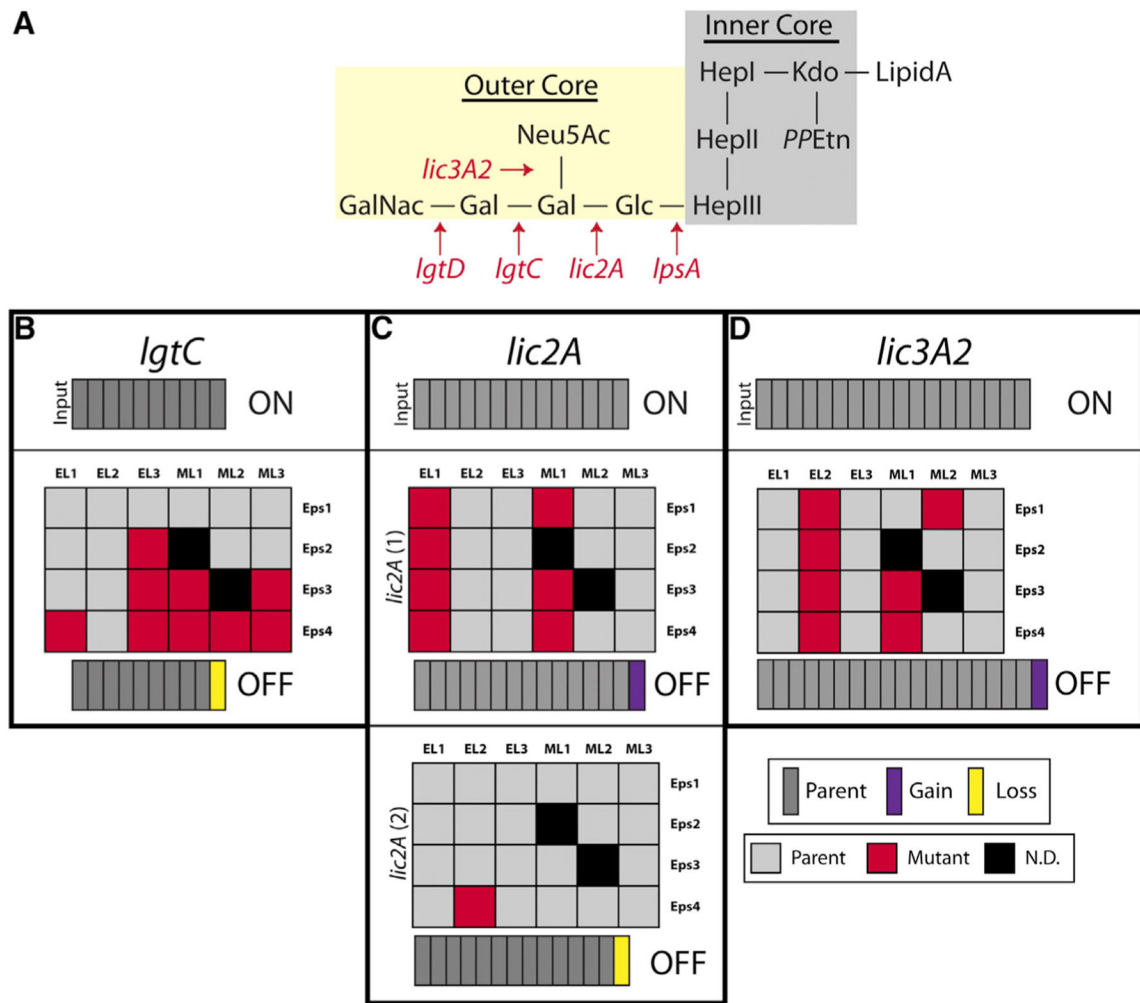 A
Inner Core
HepI — Kdo — LipidA
Outer Core
Neu5Ac
HepII
PPEtn
lic3A2
GalNac — Gal — Gal — Glc — HepIII
lgtD lgtC lic2A lpsA
B
lgtC
Input
ON
EL1 EL2 EL3 ML1 ML2 ML3
Eps1
Eps2
Eps3
Eps4
OFF
C
lic2A
Input
ON
EL1 EL2 EL3 ML1 ML2 ML3
lic2A (1)
Eps1
Eps2
Eps3
Eps4
OFF
EL1 EL2 EL3 ML1 ML2 ML3
lic2A (2)
Eps1
Eps2
Eps3
Eps4
OFF
D
lic3A2
Input
ON
EL1 EL2 EL3 ML1 ML2 ML3
Eps1
Eps2
Eps3
Eps4
OFF
Parent Gain Loss
Parent Mutant N.D.